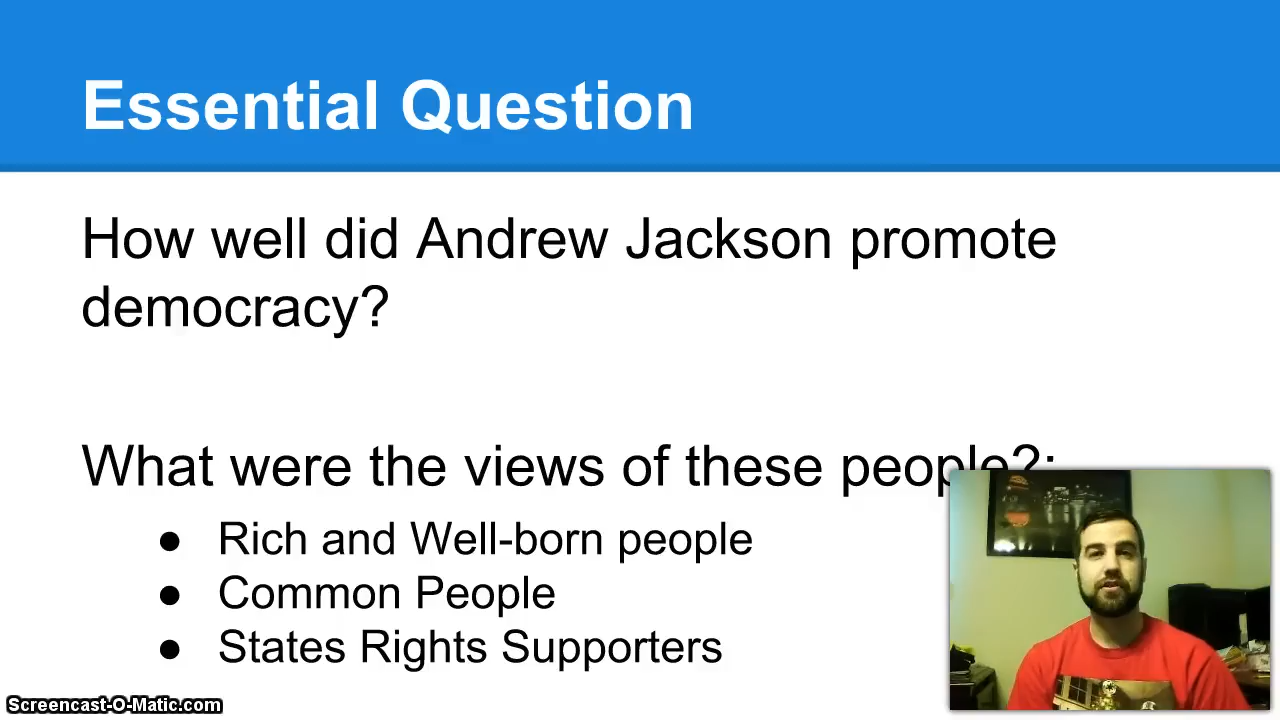 Essential Question
How well did Andrew Jackson promote
democracy?
What were the views of these people?:
● Rich and Well-born people
● Common People
● States Rights Supporters
Screencast-O-Matic.com